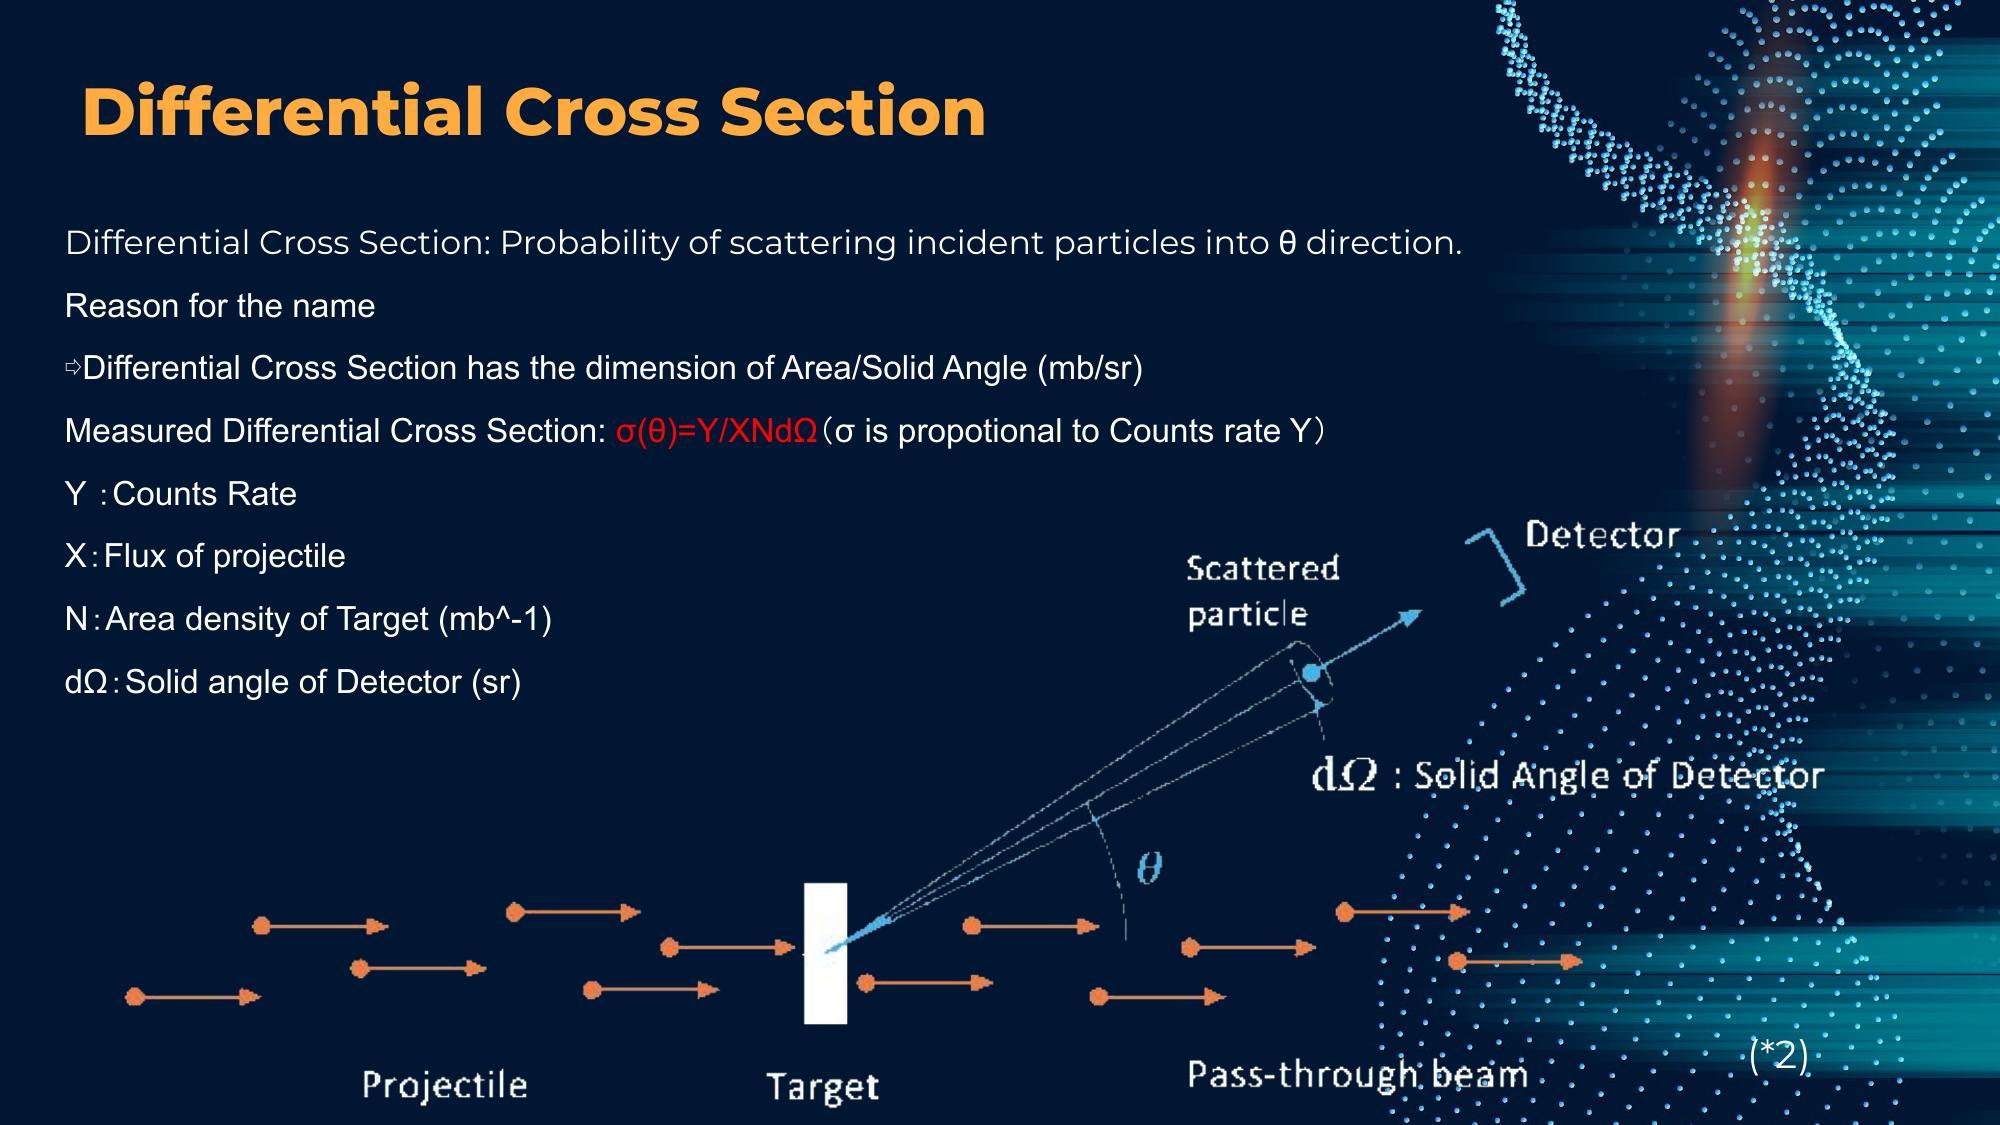 Differential Cross Section
Differential Cross Section: Probability of scattering incident particles into θ direction.
Reason for the name
⇨Differential Cross Section has the dimension of Area/Solid Angle (mb/sr)
Measured Differential Cross Section: σ(θ)=Y/XNdΩ（σ is propotional to Counts rate Y）
Y ：Counts Rate
X：Flux of projectile
N：Area density of Target (mb^-1)
dΩ：Solid angle of Detector (sr)
Detector
Scattered
particle
dΩ : Solid Angle of Detector
θ
Projectile
Target
Pass-through beam
(*2)